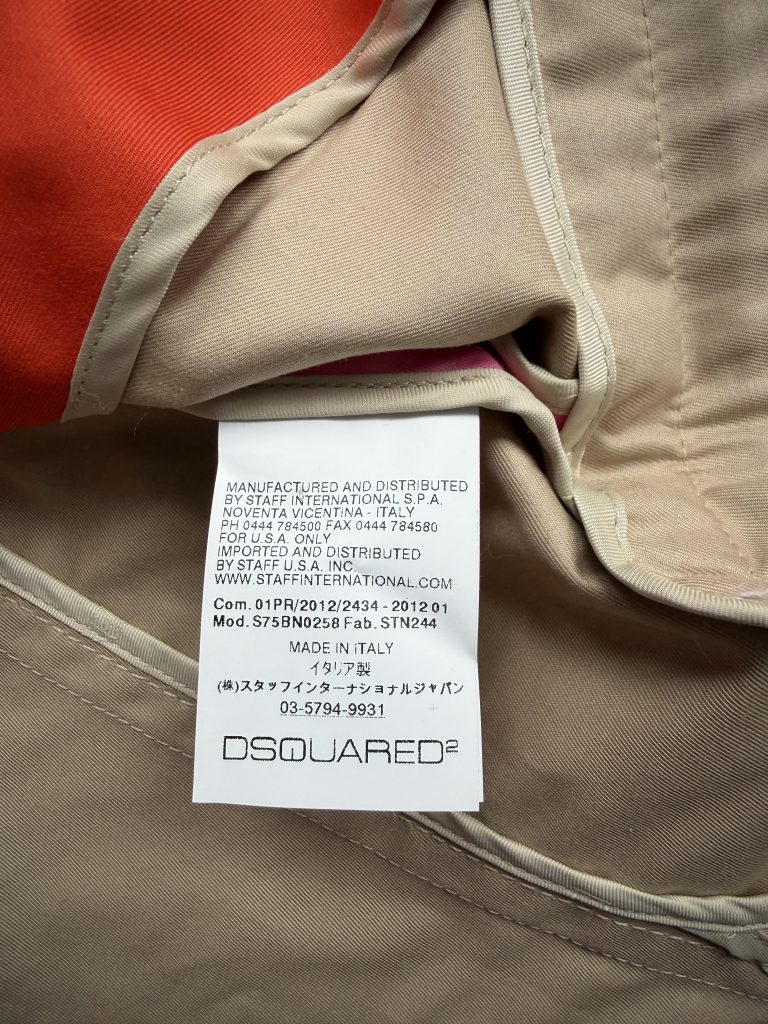 MANUFACTURED AND DISTRIBUTED
BY STAFF INTERNATIONAL S.P.A.
NOVENTA VICENTINA - ITALY
PH 0444 784500 FAX 0444 784580
FOR U.S.A. ONLY
IMPORTED AND DISTRIBUTED
BY STAFF U.S.A. INC.
WWW.STAFFINTERNATIONAL.COM
Com. 01PR/2012/2434 - 2012 01
Mod. S75BN0258 Fab. STN244
MADE IN ITALY
イタリア製
(株)スタッフインターナショナルジャパン
03-5794-9931
DSQUARED²